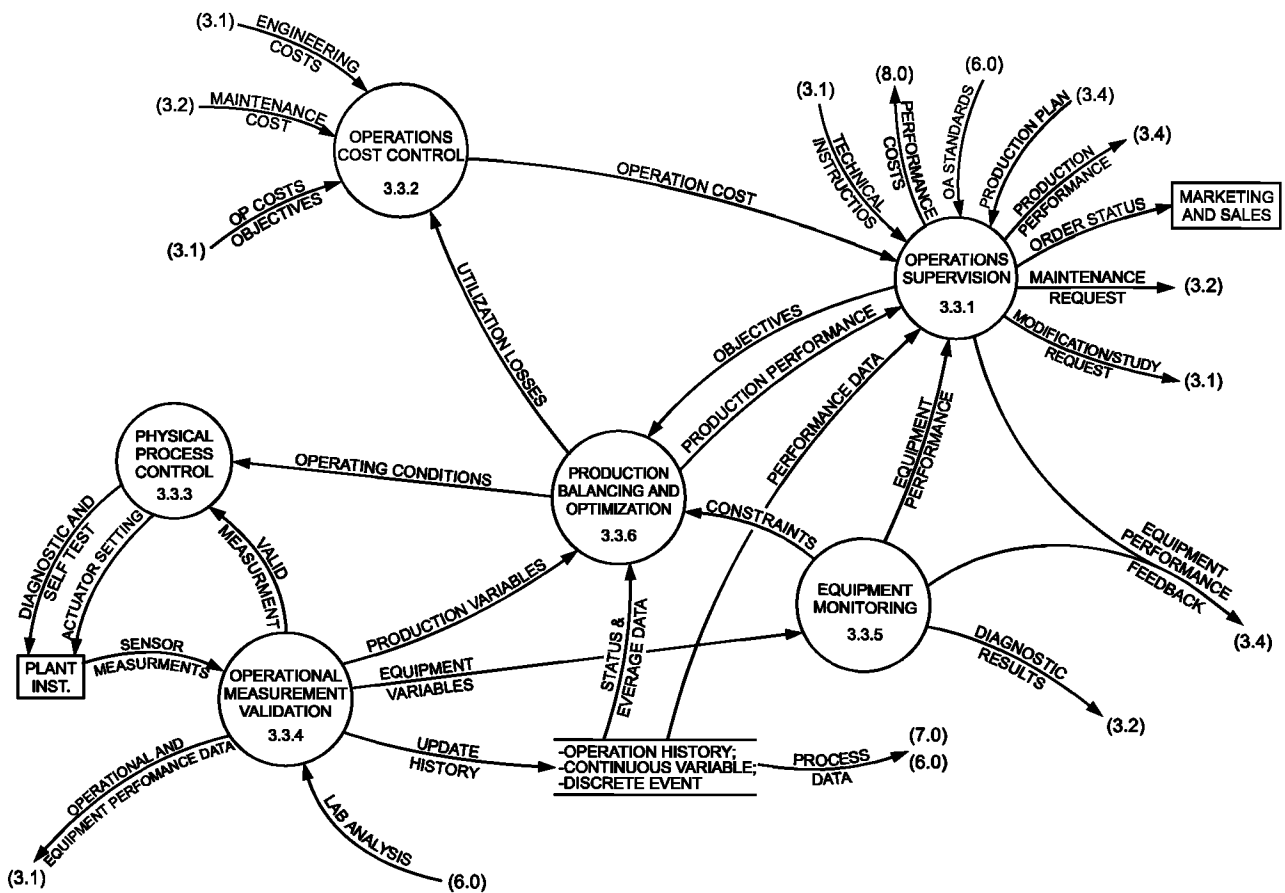 (3.1)
ENGINEERING
COSTS
(3.2)
MAINTENANCE
COST
OPERATIONS
COST CONTROL
3.3.2
OP COSTS
OBJECTIVES
(3.1)
OPERATION COST
UTILIZATION LOSSES
(3.1)
TECHNICAL
INSTRUCTIOS
(8.0)
PERFORMANCE
COSTS
(6.0)
OA STANDARDS
PRODUCTION PLAN
(3.4)
PRODUCTION
PERFORMANCE
(3.4)
ORDER STATUS
MARKETING
AND SALES
OPERATIONS
SUPERVISION
3.3.1
MAINTENANCE
REQUEST
(3.2)
MODIFICATION/STUDY
REQUEST
(3.1)
OBJECTIVES
PRODUCTION PERFORMANCE
PERFORMANCE DATA
EQUIPMENT
PERFORMANCE
PHYSICAL
PROCESS
CONTROL
3.3.3
OPERATING CONDITIONS
PRODUCTION
BALANCING AND
OPTIMIZATION
3.3.6
CONSTRAINTS
DIAGNOSTIC AND
SELF TEST
ACTUATOR SETTING
VALID
MEASURMENT
PRODUCTION VARIABLES
EQUIPMENT
MONITORING
3.3.5
EQUIPMENT
PERFORMANCE
FEEDBACK
(3.4)
PLANT
INST.
SENSOR
MEASURMENTS
OPERATIONAL
MEASUREMENT
VALIDATION
3.3.4
EQUIPMENT
VARIABLES
STATUS &
EVERAGE DATA
DIAGNOSTIC
RESULTS
(3.2)
UPDATE
HISTORY
-OPERATION HISTORY;
-CONTINUOUS VARIABLE;
-DISCRETE EVENT
PROCESS
DATA
(7.0)
(6.0)
OPERATIONAL AND
EQUIPMENT PERFOMANCE DATA
(3.1)
LAB ANALYSIS
(6.0)